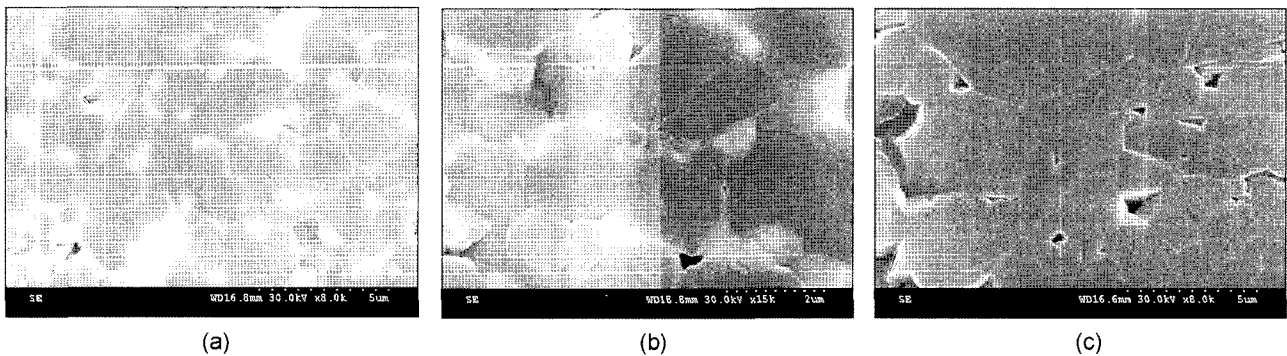 SE WD16.8mm 30.0kV x8.0k 5um
SE WD18.8mm 30.0kV x15k 2um
SE WD16.6mm 30.0kV x8.0k 5um
(a) (b) (c)